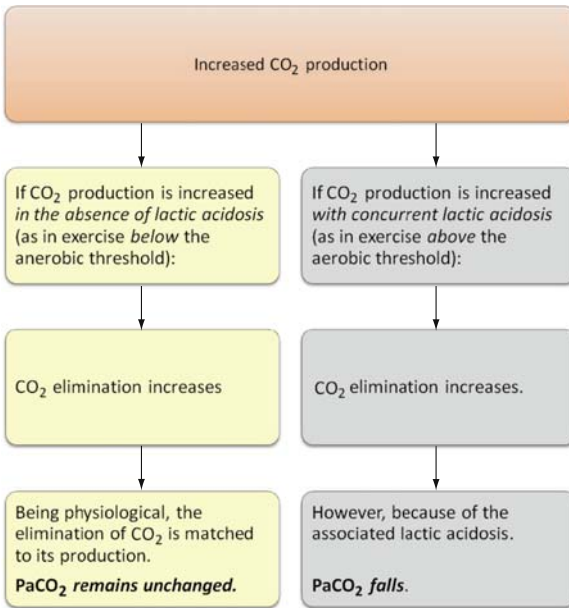 Increased CO₂ production
If CO₂ production is increased
in the absence of lactic acidosis
(as in exercise below the
anerobic threshold):
If CO₂ production is increased
with concurrent lactic acidosis
(as in exercise above the
aerobic threshold):
CO₂ elimination increases
CO₂ elimination increases.
Being physiological, the
elimination of CO₂ is matched
to its production.
PaCO₂ remains unchanged.
However, because of the
associated lactic acidosis.
PaCO₂ falls.